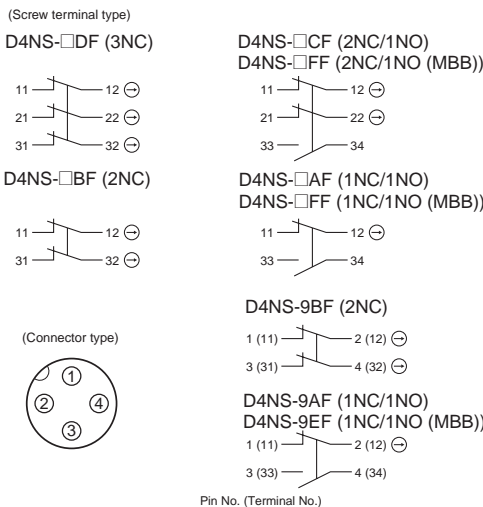 (Screw terminal type)
D4NS-□DF (3NC)
11 12 ⊖
21 22 ⊖
31 32 ⊖
D4NS-□CF (2NC/1NO)
D4NS-□FF (2NC/1NO (MBB))
11 12 ⊖
21 22 ⊖
33 34
D4NS-□BF (2NC)
11 12 ⊖
31 32 ⊖
D4NS-□AF (1NC/1NO)
D4NS-□FF (1NC/1NO (MBB))
11 12 ⊖
33 34
(Connector type)
①
② ④
③
D4NS-9BF (2NC)
1 (11) 2 (12) ⊖
3 (31) 4 (32) ⊖
D4NS-9AF (1NC/1NO)
D4NS-9EF (1NC/1NO (MBB))
1 (11) 2 (12) ⊖
3 (33) 4 (34)
Pin No. (Terminal No.)